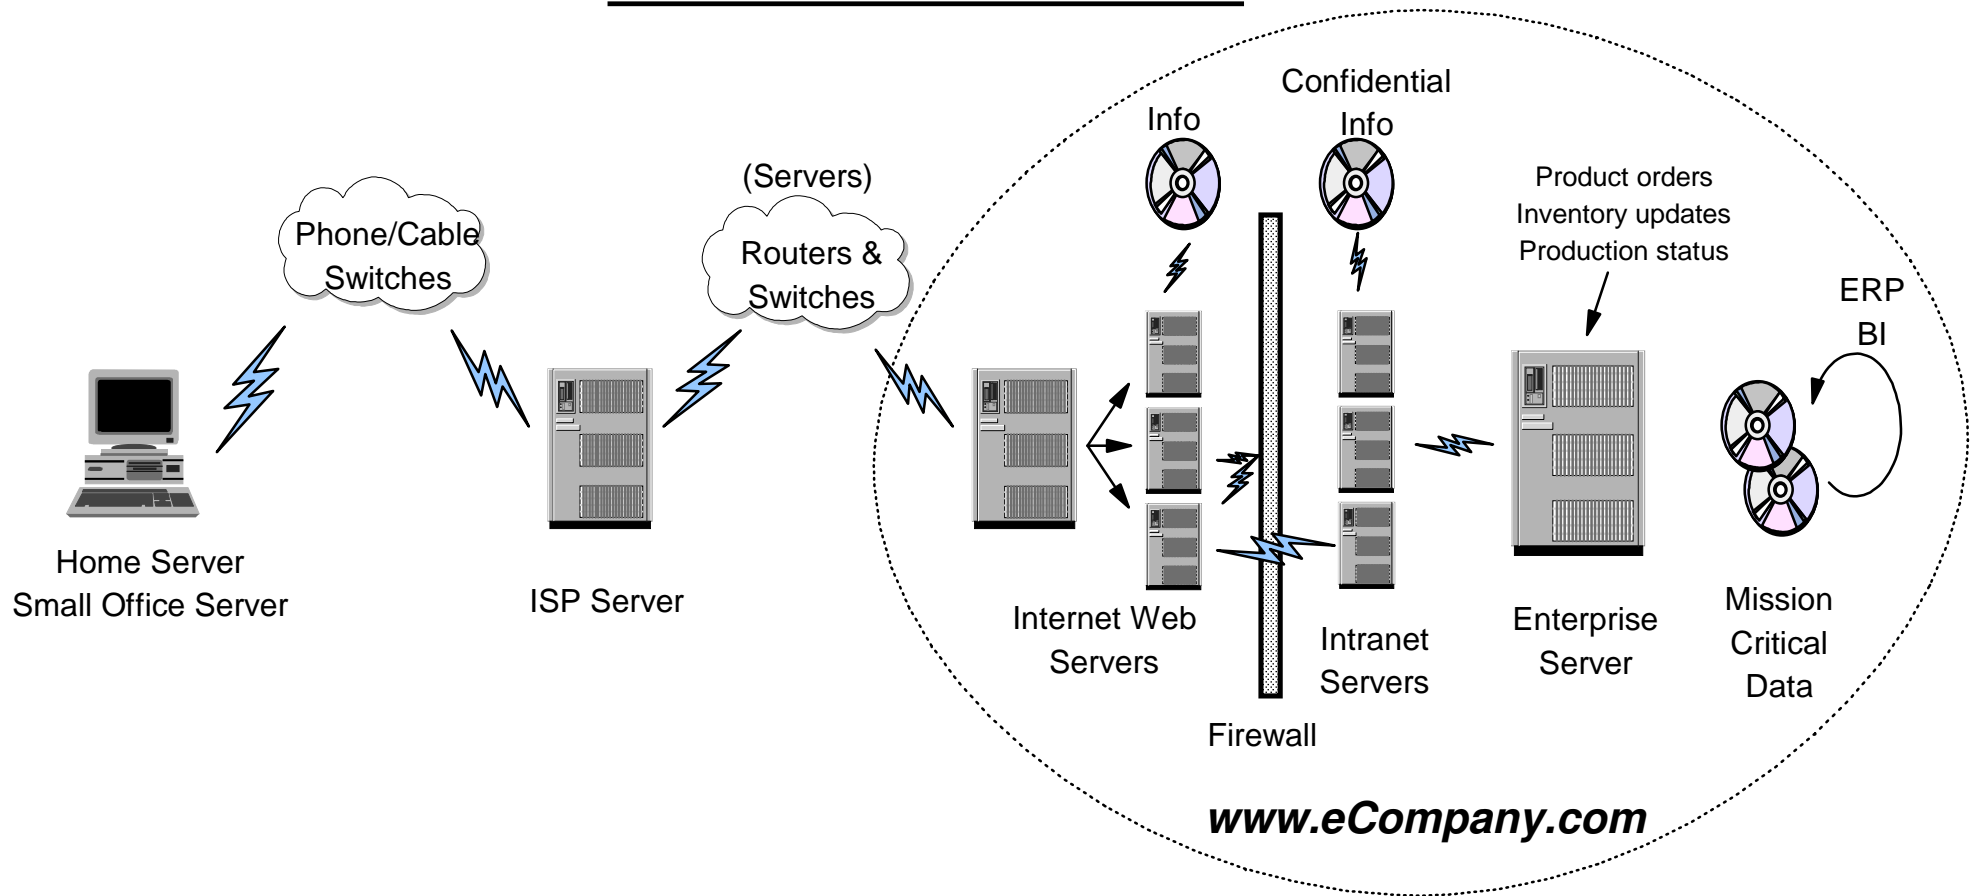 Confidential
Info
Info
(Servers)
Product orders
Inventory updates
Production status
Phone/Cable
Switches
Routers &
Switches
ERP
BI
Home Server
Small Office Server
ISP Server
Internet Web
Servers
Intranet
Servers
Enterprise
Server
Mission
Critical
Data
Firewall
www.eCompany.com